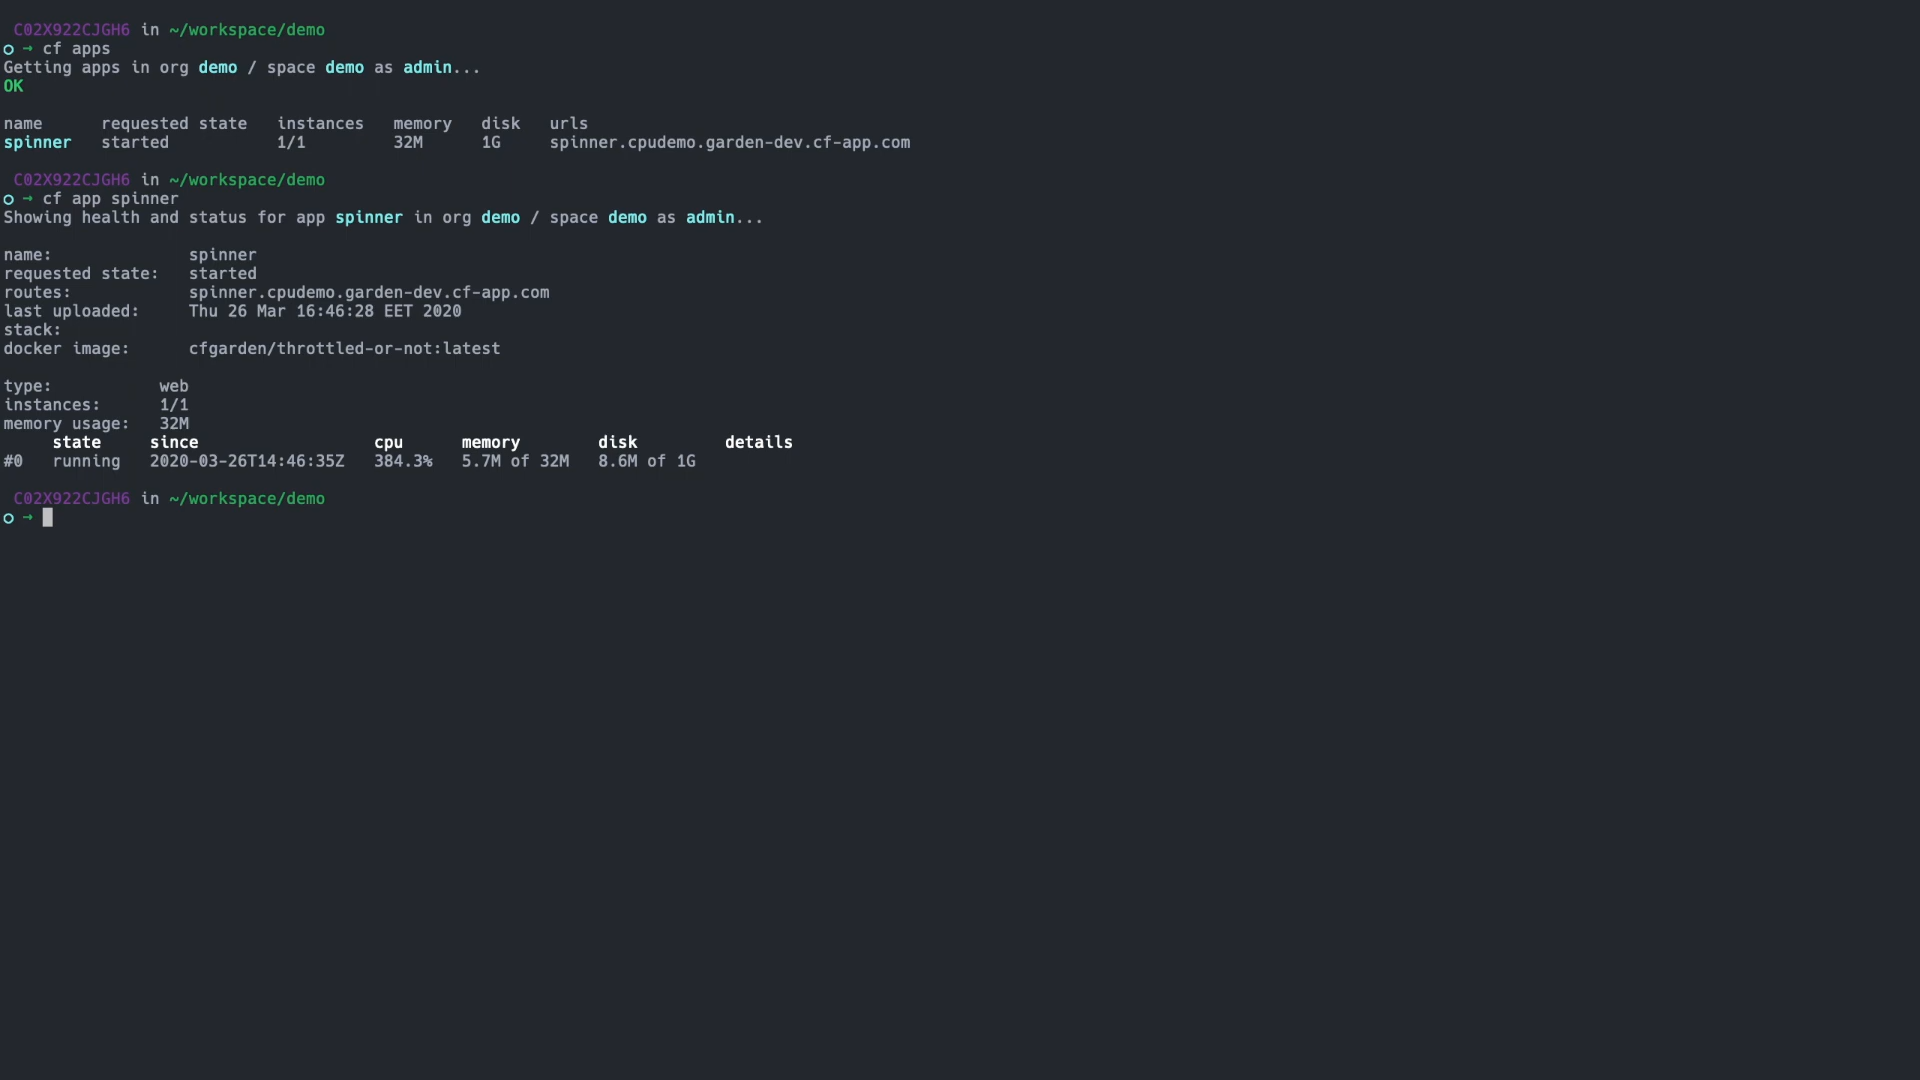 C02X922CJGH6 in ~/workspace/demo
○ → cf apps
Getting apps in org demo / space demo as admin...
OK
name requested state instances memory disk urls
spinner started 1/1 32M 1G spinner.cpudemo.garden-dev.cf-app.com
C02X922CJGH6 in ~/workspace/demo
○ → cf app spinner
Showing health and status for app spinner in org demo / space demo as admin...
name: spinner
requested state: started
routes: spinner.cpudemo.garden-dev.cf-app.com
last uploaded: Thu 26 Mar 16:46:28 EET 2020
stack:
docker image: cfgarden/throttled-or-not:latest
type: web
instances: 1/1
memory usage: 32M
state since cpu memory disk details
#0 running 2020-03-26T14:46:35Z 384.3% 5.7M of 32M 8.6M of 1G
C02X922CJGH6 in ~/workspace/demo
○ →